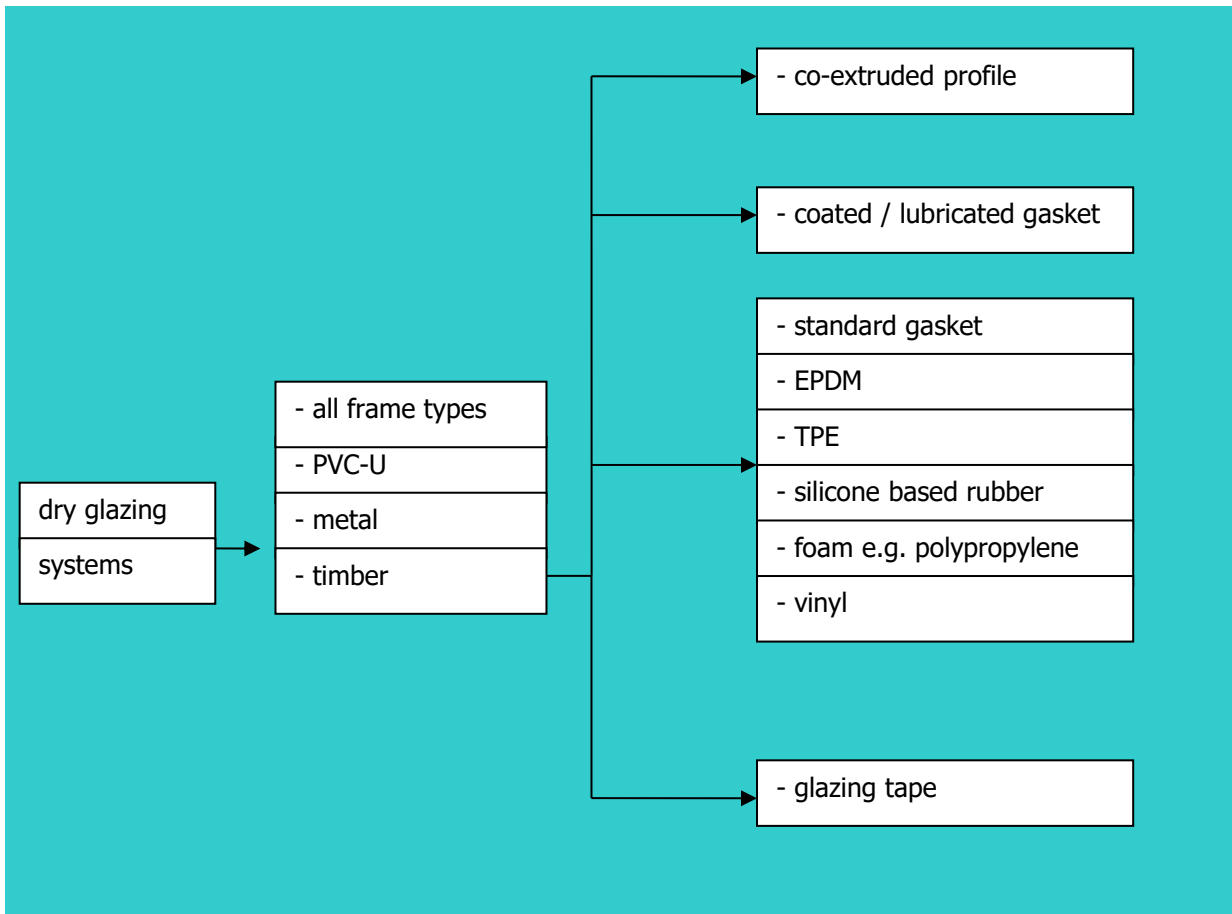 dry glazing
systems
- all frame types
- PVC-U
- metal
- timber
- co-extruded profile
- coated / lubricated gasket
- standard gasket
- EPDM
- TPE
- silicone based rubber
- foam e.g. polypropylene
- vinyl
- glazing tape